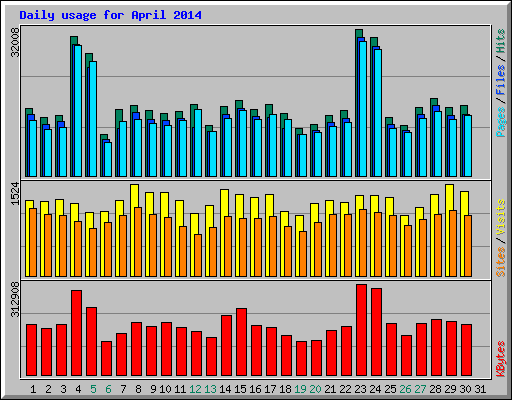 Daily usage for April 2014
32008
Pages / Files / Hits
1524
Sites / Visits
312908
KBytes
1 2 3 4 5 6 7 8 9 10 11 12 13 14 15 16 17 18 19 20 21 22 23 24 25 26 27 28 29 30 31